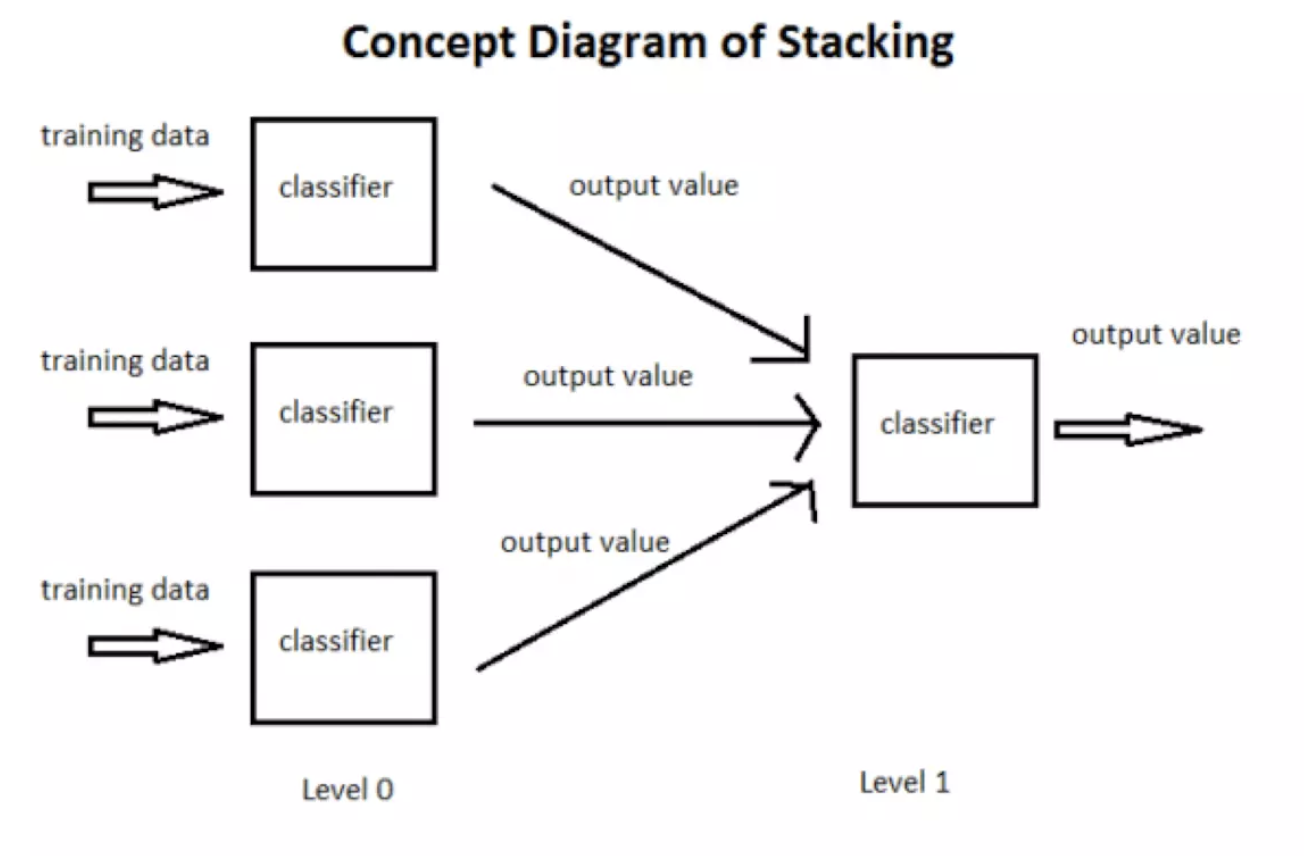 Concept Diagram of Stacking
training data
classifier
output value
training data
classifier
output value
output value
classifier
output value
training data
classifier
Level 0
Level 1